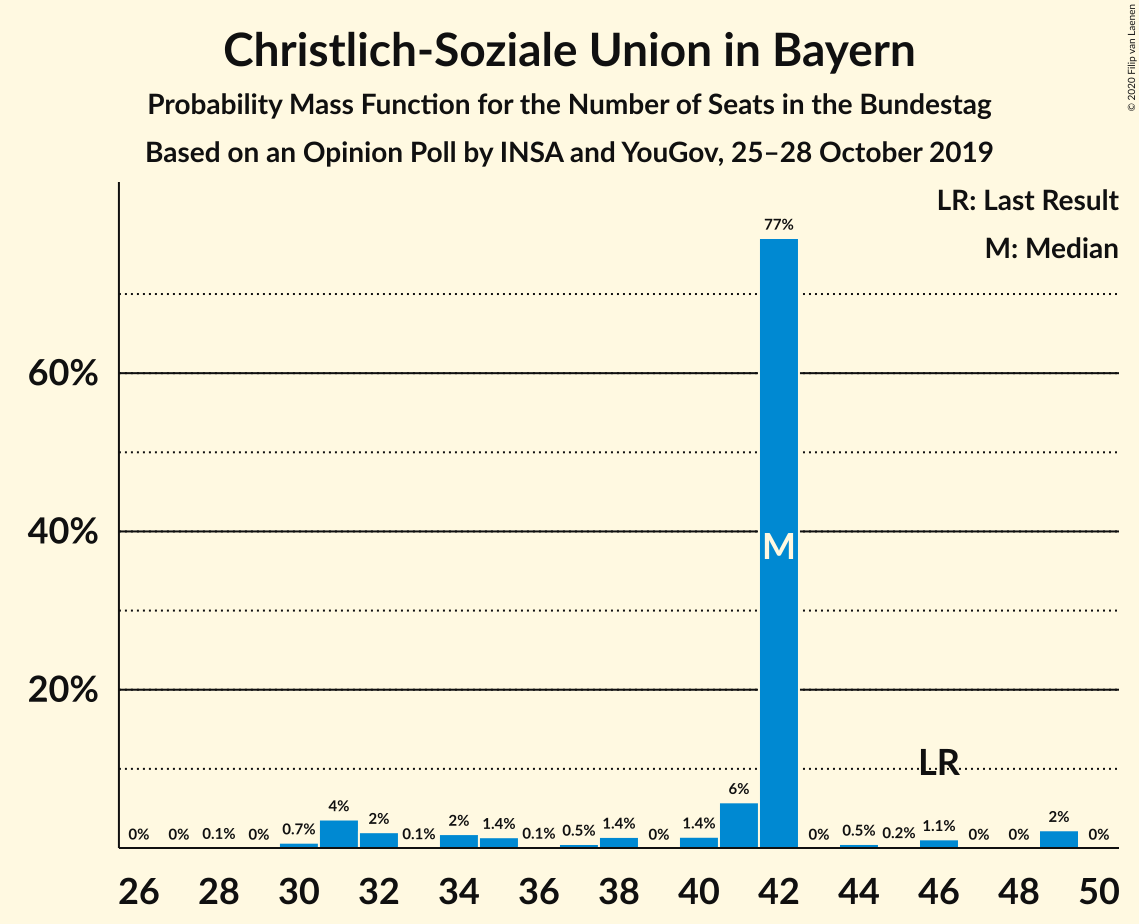 Christlich-Soziale Union in Bayern
Probability Mass Function for the Number of Seats in the Bundestag
Based on an Opinion Poll by INSA and YouGov, 25–28 October 2019
© 2020 Filip van Laenen
LR: Last Result
M: Median
60%
40%
20%
0% 0% 0.1% 0% 0.7% 4% 2% 0.1% 2% 1.4% 0.1% 0.5% 1.4% 0% 1.4% 6% 77% 0% 0.5% 0.2% 1.1% 0% 0% 2% 0%
M
LR
26 28 30 32 34 36 38 40 42 44 46 48 50